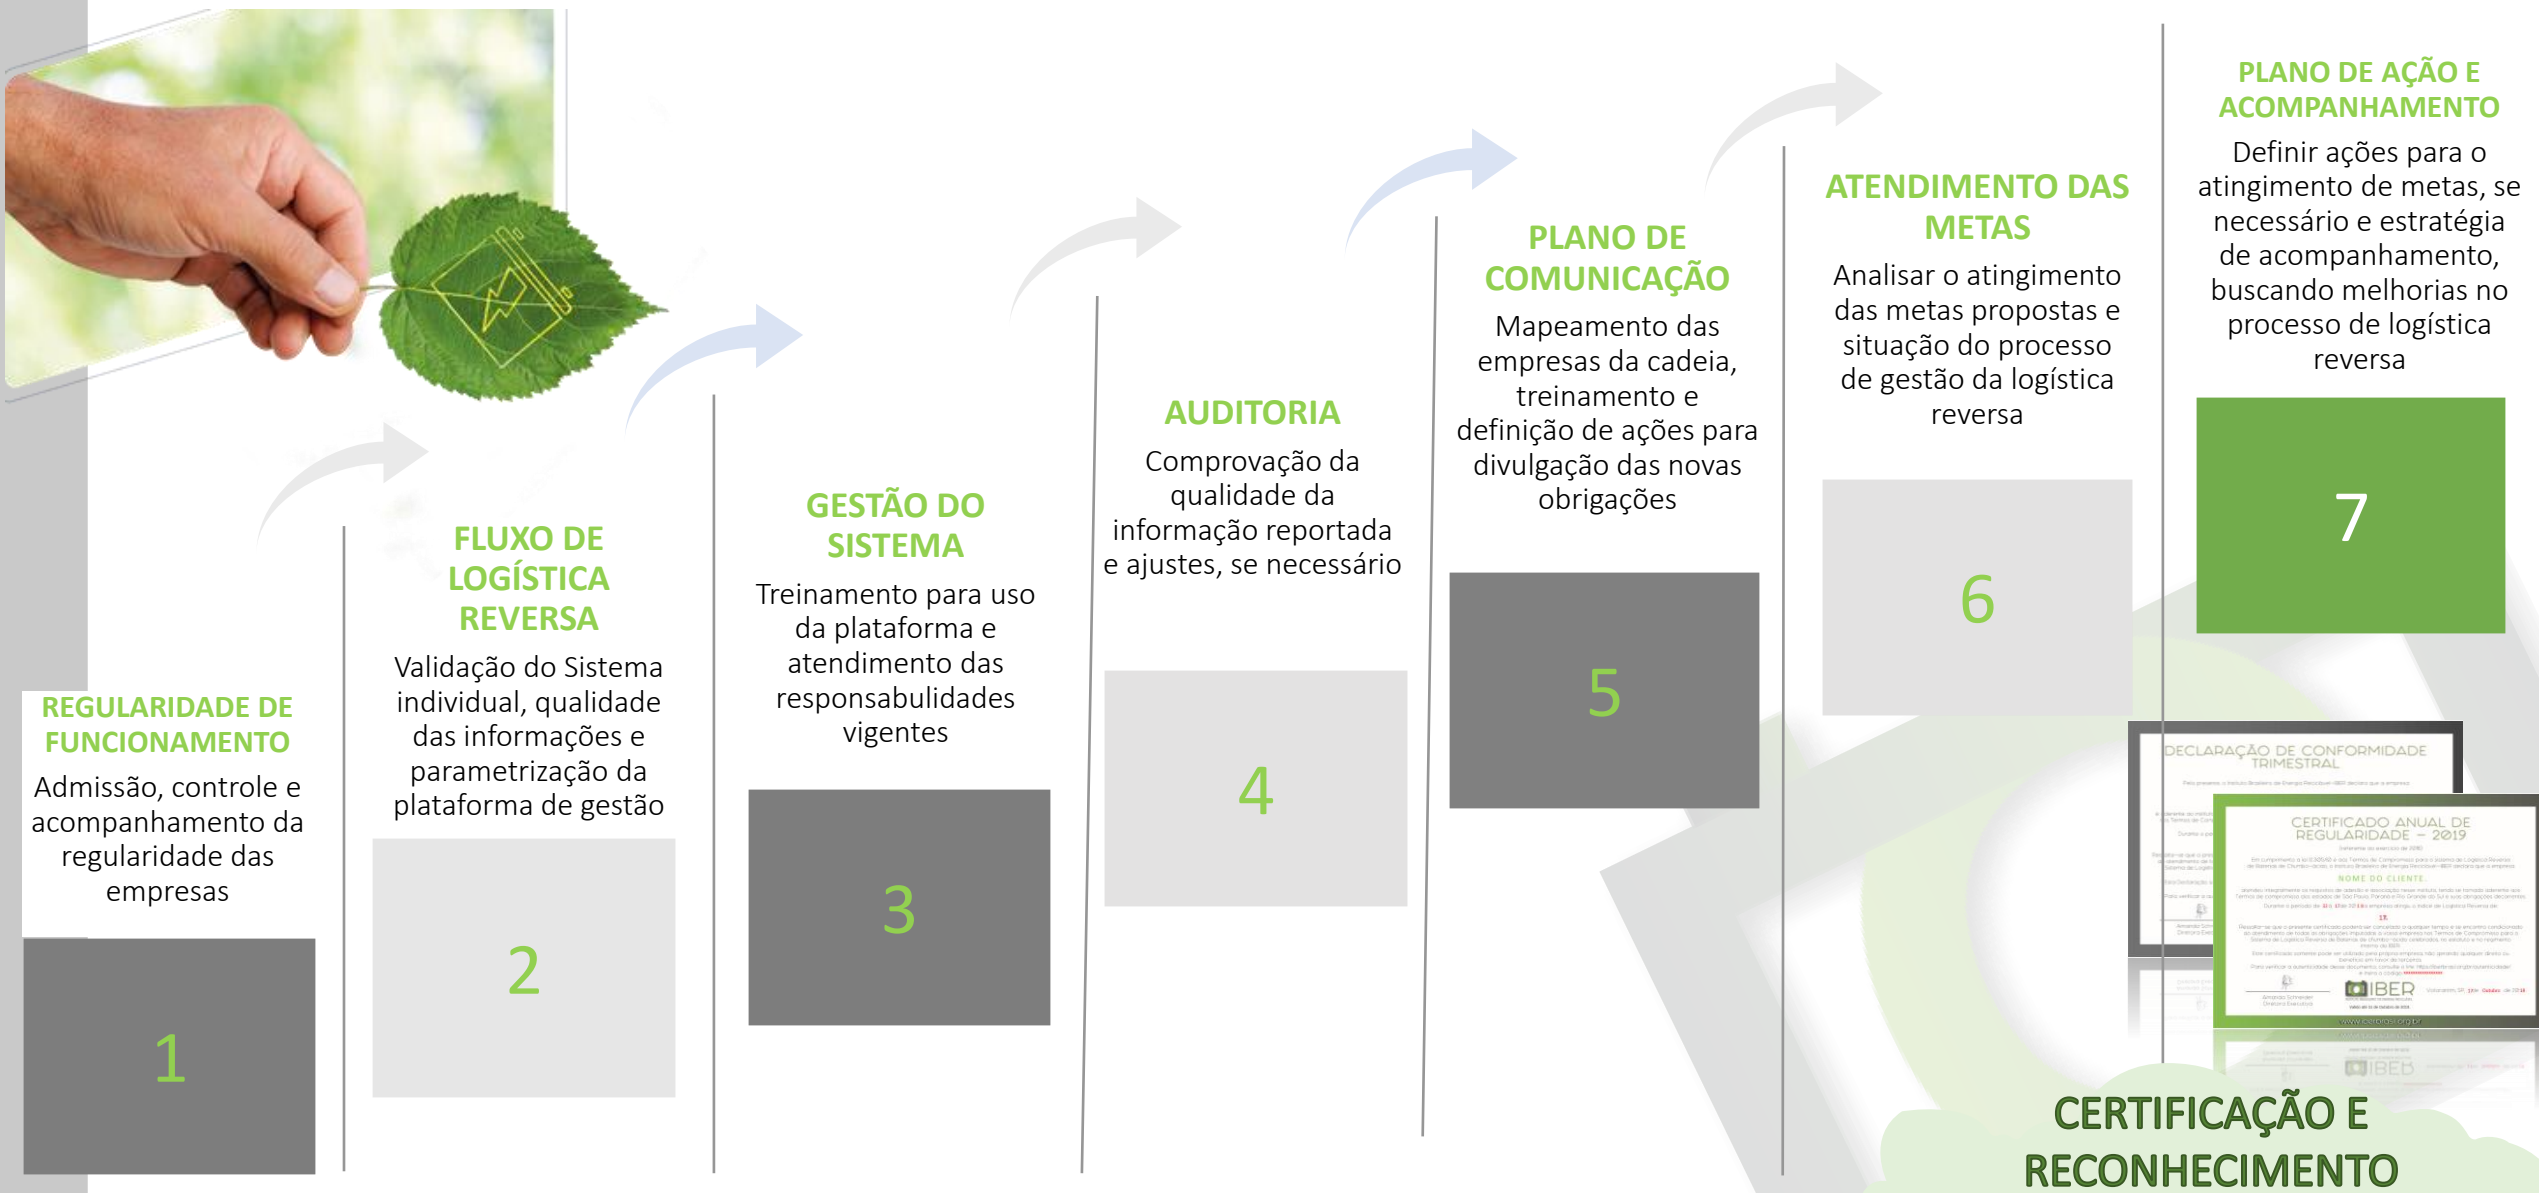 REGULARIDADE DE
FUNCIONAMENTO
Admissão, controle e
acompanhamento da
regularidade das
empresas
1
FLUXO DE
LOGÍSTICA
REVERSA
Validação do Sistema
individual, qualidade
das informações e
parametrização da
plataforma de gestão
2
GESTÃO DO
SISTEMA
Treinamento para uso
da plataforma e
atendimento das
responsabulidades
vigentes
3
AUDITORIA
Comprovação da
qualidade da
informação reportada
e ajustes, se necessário
4
PLANO DE
COMUNICAÇÃO
Mapeamento das
empresas da cadeia,
treinamento e
definição de ações para
divulgação das novas
obrigações
5
ATENDIMENTO DAS
METAS
Analisar o atingimento
das metas propostas e
situação do processo
de gestão da logística
reversa
6
PLANO DE AÇÃO E
ACOMPANHAMENTO
Definir ações para o
atingimento de metas, se
necessário e estratégia
de acompanhamento,
buscando melhorias no
processo de logística
reversa
7
DECLARAÇÃO DE CONFORMIDADE
TRIMESTRAL
CERTIFICADO ANUAL DE
REGULARIDADE – 2019
NOME DO CLIENTE
1%
IBER
CERTIFICAÇÃO E
RECONHECIMENTO